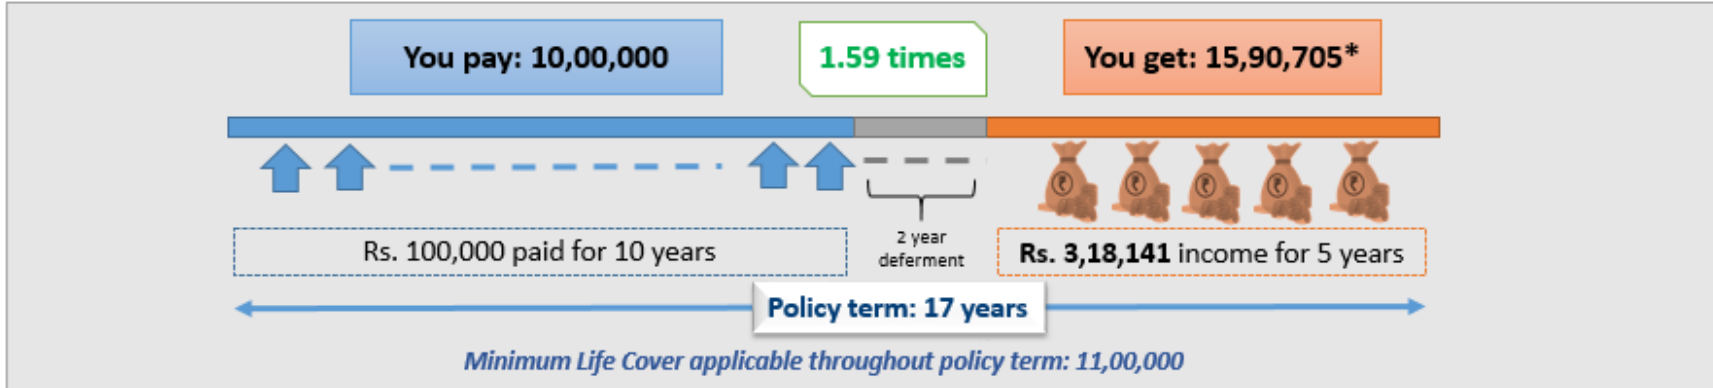 You pay: 10,00,000
1.59 times
You get: 15,90,705*
Rs. 100,000 paid for 10 years
2 year
deferment
Rs. 3,18,141 income for 5 years
Policy term: 17 years
Minimum Life Cover applicable throughout policy term: 11,00,000